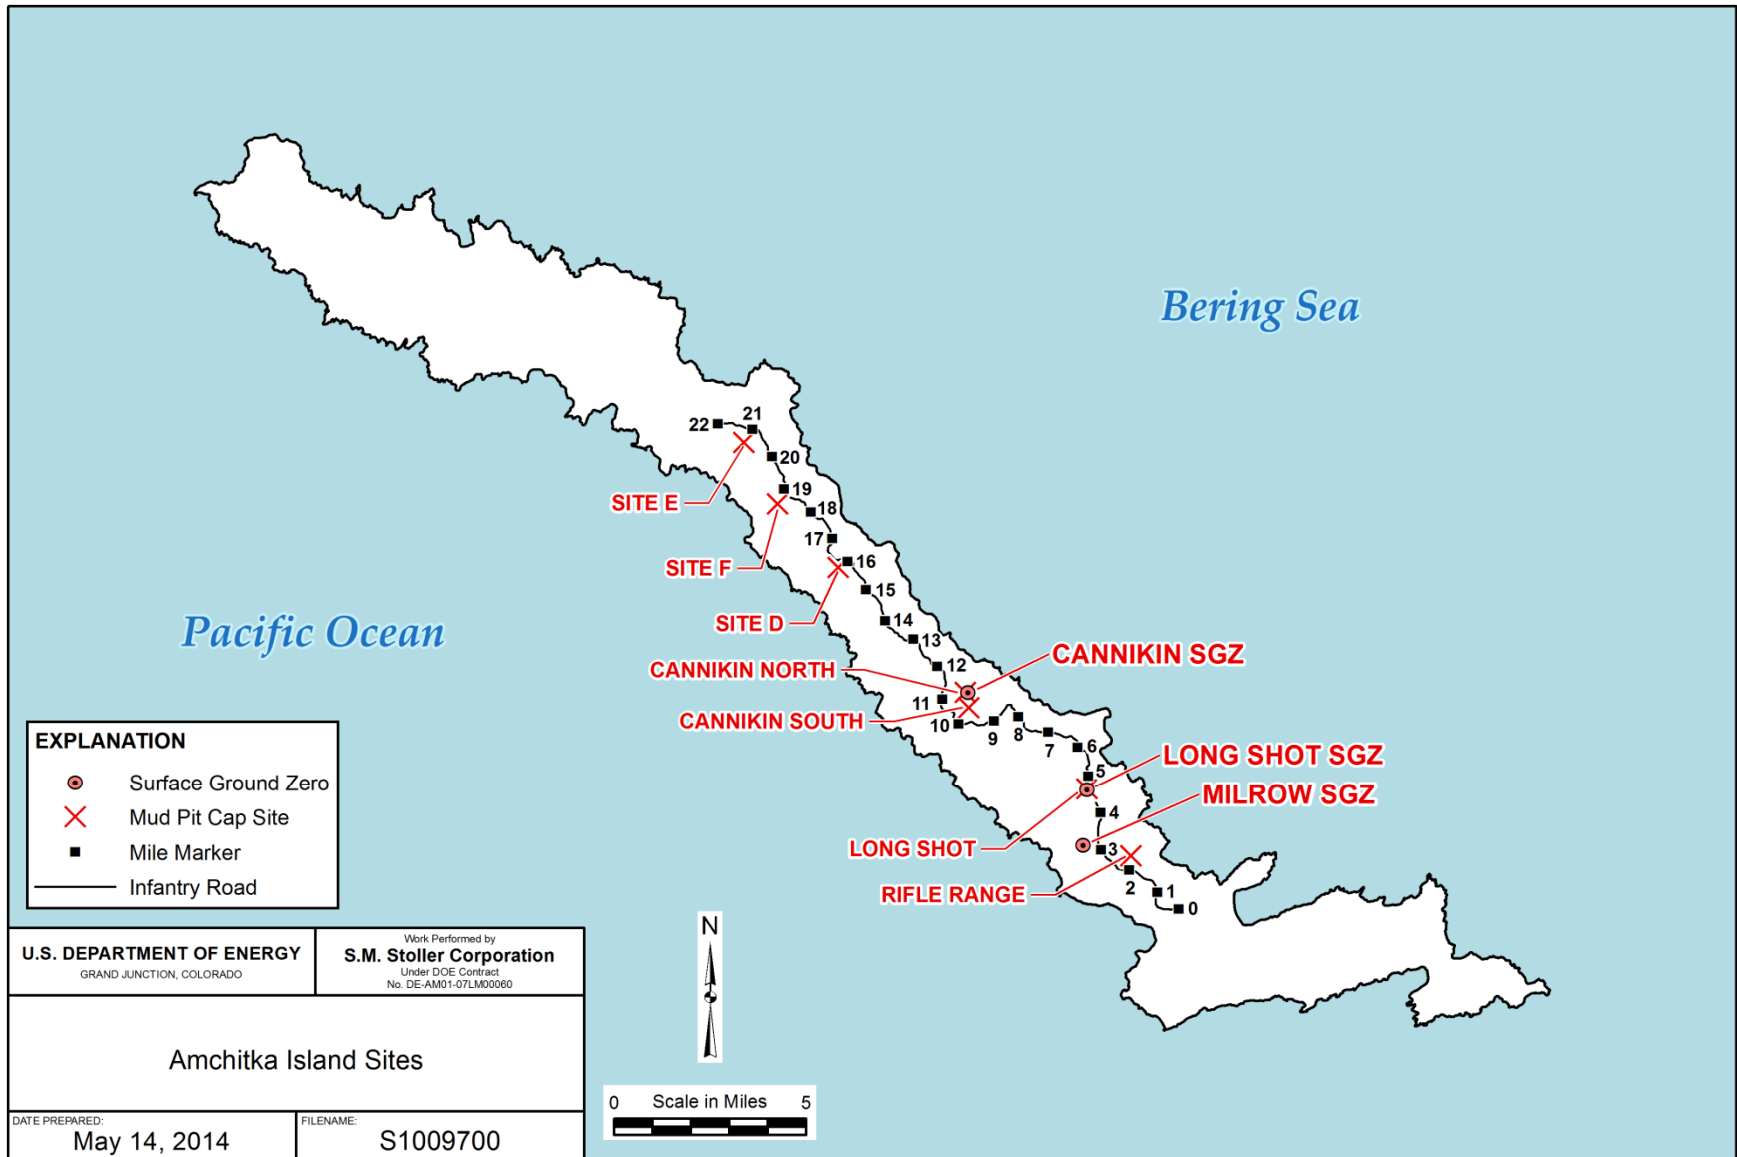 Bering Sea
Pacific Ocean
22
21
20
19
18
17
16
15
14
13
12
11
10
9
8
7
6
5
4
3
2
1
0
SITE E
SITE F
SITE D
CANNIKIN NORTH
CANNIKIN SOUTH
CANNIKIN SGZ
LONG SHOT SGZ
MILROW SGZ
LONG SHOT
RIFLE RANGE
EXPLANATION
Surface Ground Zero
Mud Pit Cap Site
Mile Marker
Infantry Road
U.S. DEPARTMENT OF ENERGY
GRAND JUNCTION, COLORADO
Work Performed by
S.M. Stoller Corporation
Under DOE Contract
No. DE-AM01-07LM00060
Amchitka Island Sites
DATE PREPARED:
May 14, 2014
FILENAME:
S1009700
N
0 Scale in Miles 5